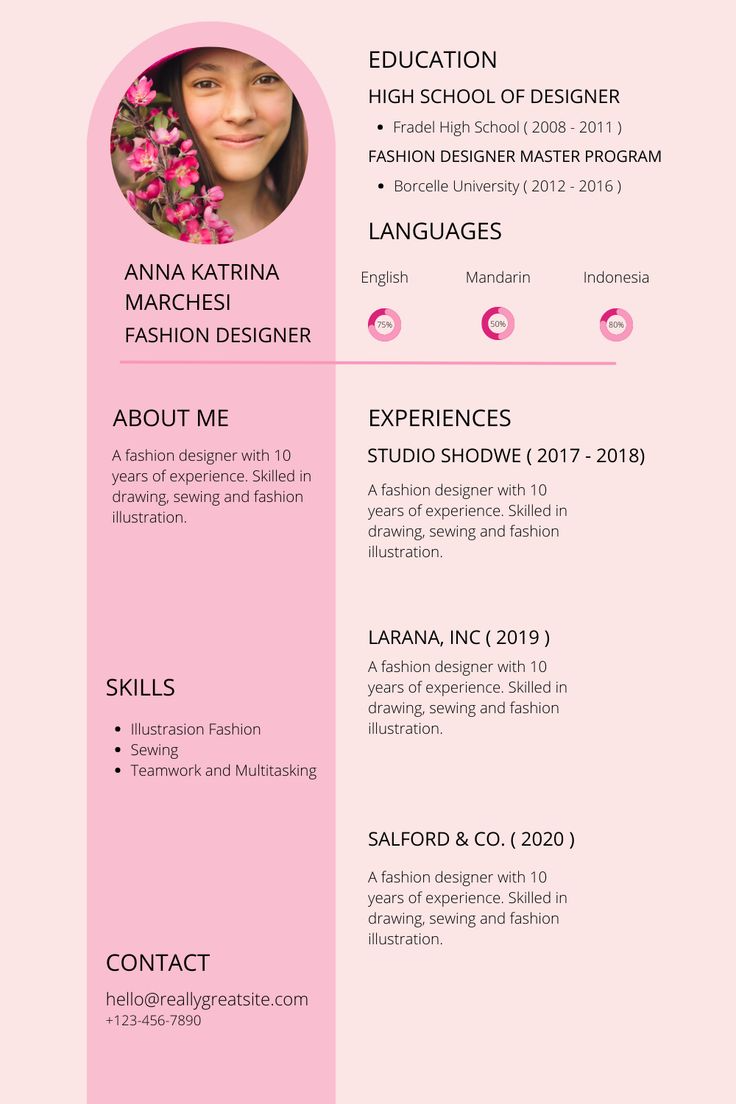 ANNA KATRINA
MARCHESI
FASHION DESIGNER
ABOUT ME
A fashion designer with 10
years of experience. Skilled in
drawing, sewing and fashion
illustration.
SKILLS
• Illustrasion Fashion
• Sewing
• Teamwork and Multitasking
CONTACT
hello@reallygreatsite.com
+123-456-7890
EDUCATION
HIGH SCHOOL OF DESIGNER
• Fradel High School ( 2008 - 2011 )
FASHION DESIGNER MASTER PROGRAM
• Borcelle University ( 2012 - 2016 )
LANGUAGES
English Mandarin Indonesia
75% 50% 80%
EXPERIENCES
STUDIO SHODWE ( 2017 - 2018)
A fashion designer with 10
years of experience. Skilled in
drawing, sewing and fashion
illustration.
LARANA, INC ( 2019 )
A fashion designer with 10
years of experience. Skilled in
drawing, sewing and fashion
illustration.
SALFORD & CO. ( 2020 )
A fashion designer with 10
years of experience. Skilled in
drawing, sewing and fashion
illustration.